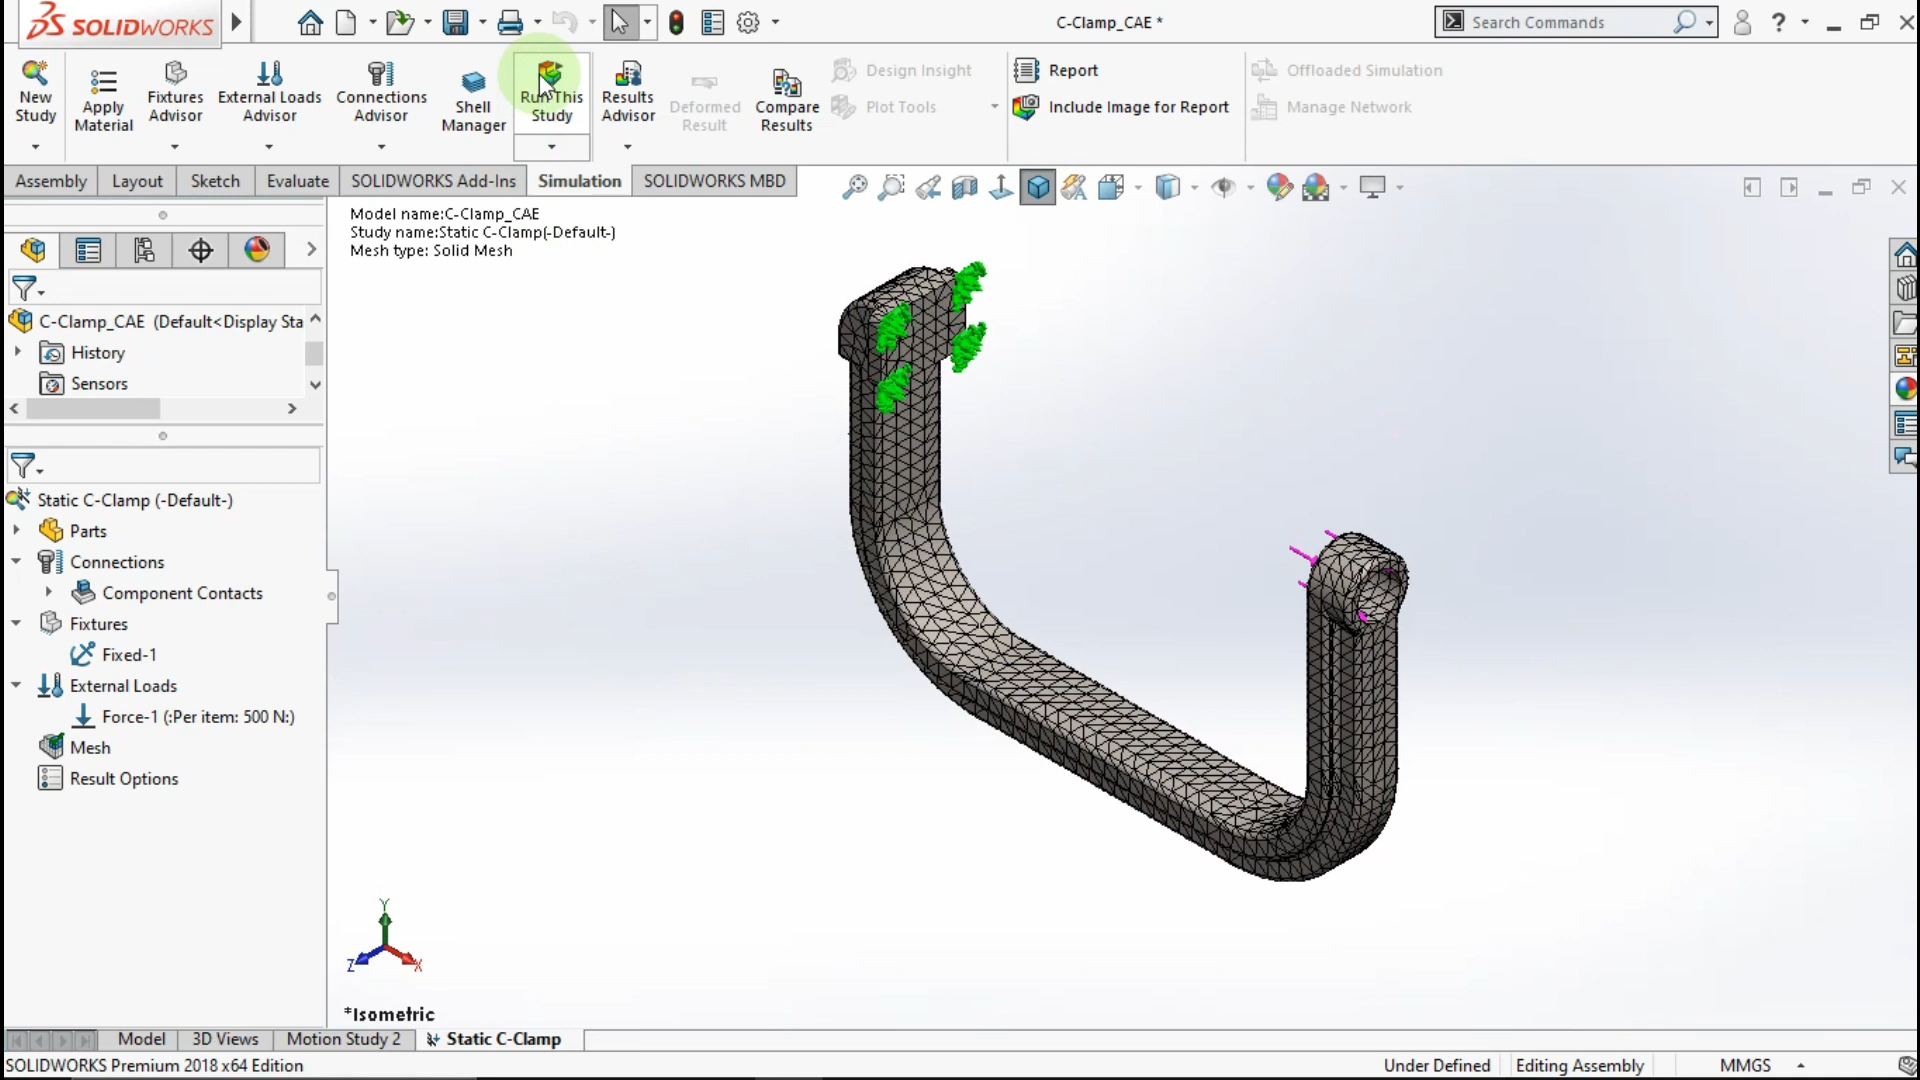 SOLIDWORKS
C-Clamp_CAE *
Search Commands
?
New Study
Apply Material
Fixtures Advisor
External Loads Advisor
Connections Advisor
Shell Manager
Run This Study
Results Advisor
Deformed Result
Compare Results
Design Insight
Plot Tools
Report
Include Image for Report
Offloaded Simulation
Manage Network
Assembly
Layout
Sketch
Evaluate
SOLIDWORKS Add-Ins
Simulation
SOLIDWORKS MBD
Model name:C-Clamp_CAE
Study name:Static C-Clamp(-Default-)
Mesh type: Solid Mesh
C-Clamp_CAE (Default<Display Sta
History
Sensors
Static C-Clamp (-Default-)
Parts
Connections
Component Contacts
Fixtures
Fixed-1
External Loads
Force-1 (:Per item: 500 N:)
Mesh
Result Options
Y
Z
X
*Isometric
Model
3D Views
Motion Study 2
Static C-Clamp
SOLIDWORKS Premium 2018 x64 Edition
Under Defined
Editing Assembly
MMGS